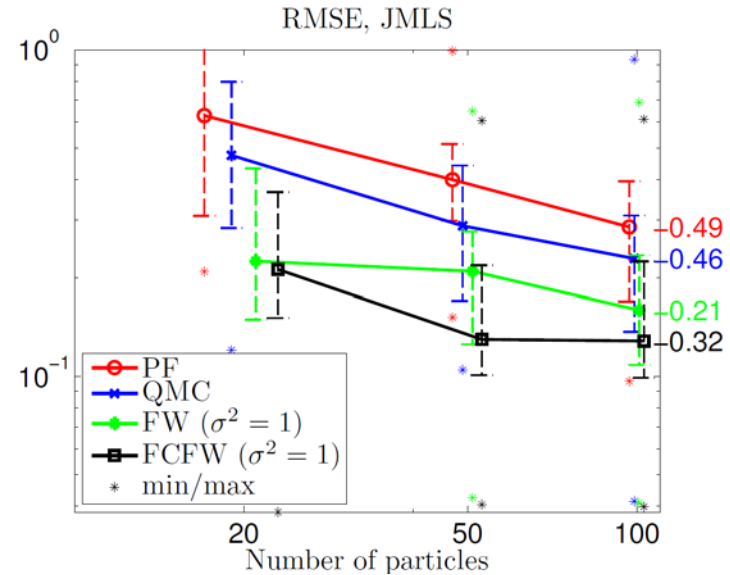 RMSE, JMLS
10^0
10^{-1}
−0.49
−0.46
−0.21
−0.32
PF
QMC
FW (σ² = 1)
FCFW (σ² = 1)
min/max
20 50 100
Number of particles